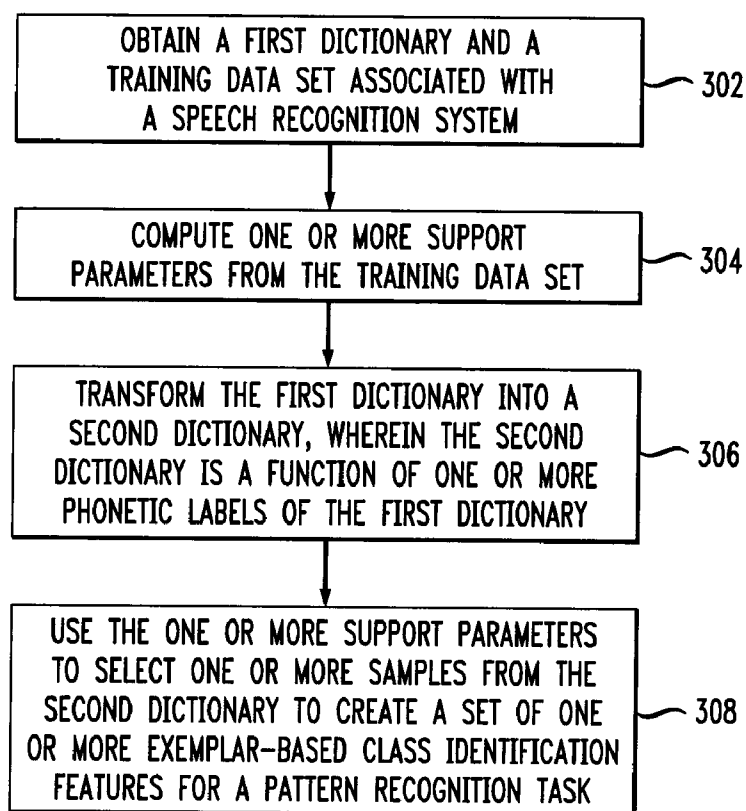 OBTAIN A FIRST DICTIONARY AND A
TRAINING DATA SET ASSOCIATED WITH
A SPEECH RECOGNITION SYSTEM
302
COMPUTE ONE OR MORE SUPPORT
PARAMETERS FROM THE TRAINING DATA SET
304
TRANSFORM THE FIRST DICTIONARY INTO A
SECOND DICTIONARY, WHEREIN THE SECOND
DICTIONARY IS A FUNCTION OF ONE OR MORE
PHONETIC LABELS OF THE FIRST DICTIONARY
306
USE THE ONE OR MORE SUPPORT PARAMETERS
TO SELECT ONE OR MORE SAMPLES FROM THE
SECOND DICTIONARY TO CREATE A SET OF ONE
OR MORE EXEMPLAR-BASED CLASS IDENTIFICATION
FEATURES FOR A PATTERN RECOGNITION TASK
308